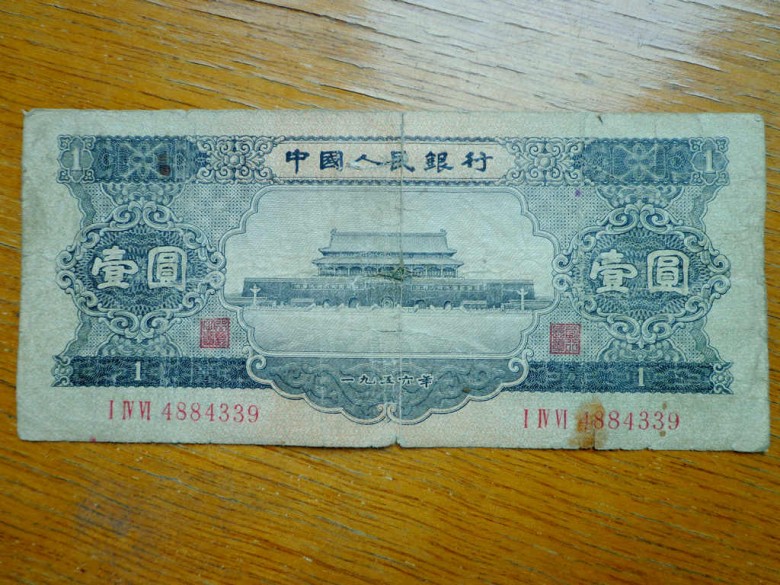 1 中國人民銀行 1
壹圓 壹圓
1 一九五六年 1
I IV VI 4884339 I IV VI 4884339